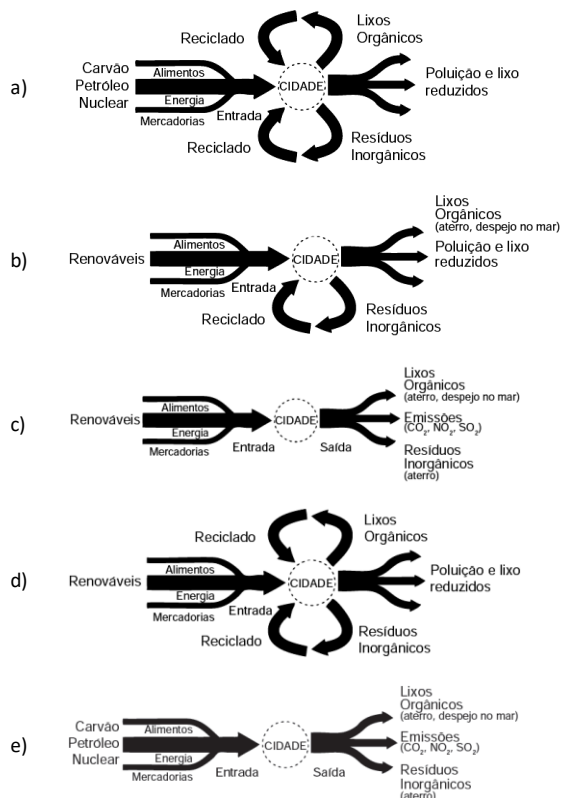 a)
Reciclado
Lixos
Orgânicos
Carvão
Petróleo
Nuclear
Alimentos
Energia
Mercadorias
Entrada
CIDADE
Poluição e lixo
reduzidos
Reciclado
Resíduos
Inorgânicos
b)
Renováveis
Alimentos
Energia
Mercadorias
Entrada
CIDADE
Lixos
Orgânicos
(aterro, despejo no mar)
Poluição e lixo
reduzidos
Reciclado
Resíduos
Inorgânicos
c)
Renováveis
Alimentos
Energia
Mercadorias
Entrada
CIDADE
Saída
Lixos
Orgânicos
(aterro, despejo no mar)
Emissões
(CO₂, NO₂, SO₂)
Resíduos
Inorgânicos
(aterro)
d)
Reciclado
Lixos
Orgânicos
Renováveis
Alimentos
Energia
Mercadorias
Entrada
CIDADE
Poluição e lixo
reduzidos
Reciclado
Resíduos
Inorgânicos
e)
Carvão
Petróleo
Nuclear
Alimentos
Energia
Mercadorias
Entrada
CIDADE
Saída
Lixos
Orgânicos
(aterro, despejo no mar)
Emissões
(CO₂, NO₂, SO₂)
Resíduos
Inorgânicos
(aterro)